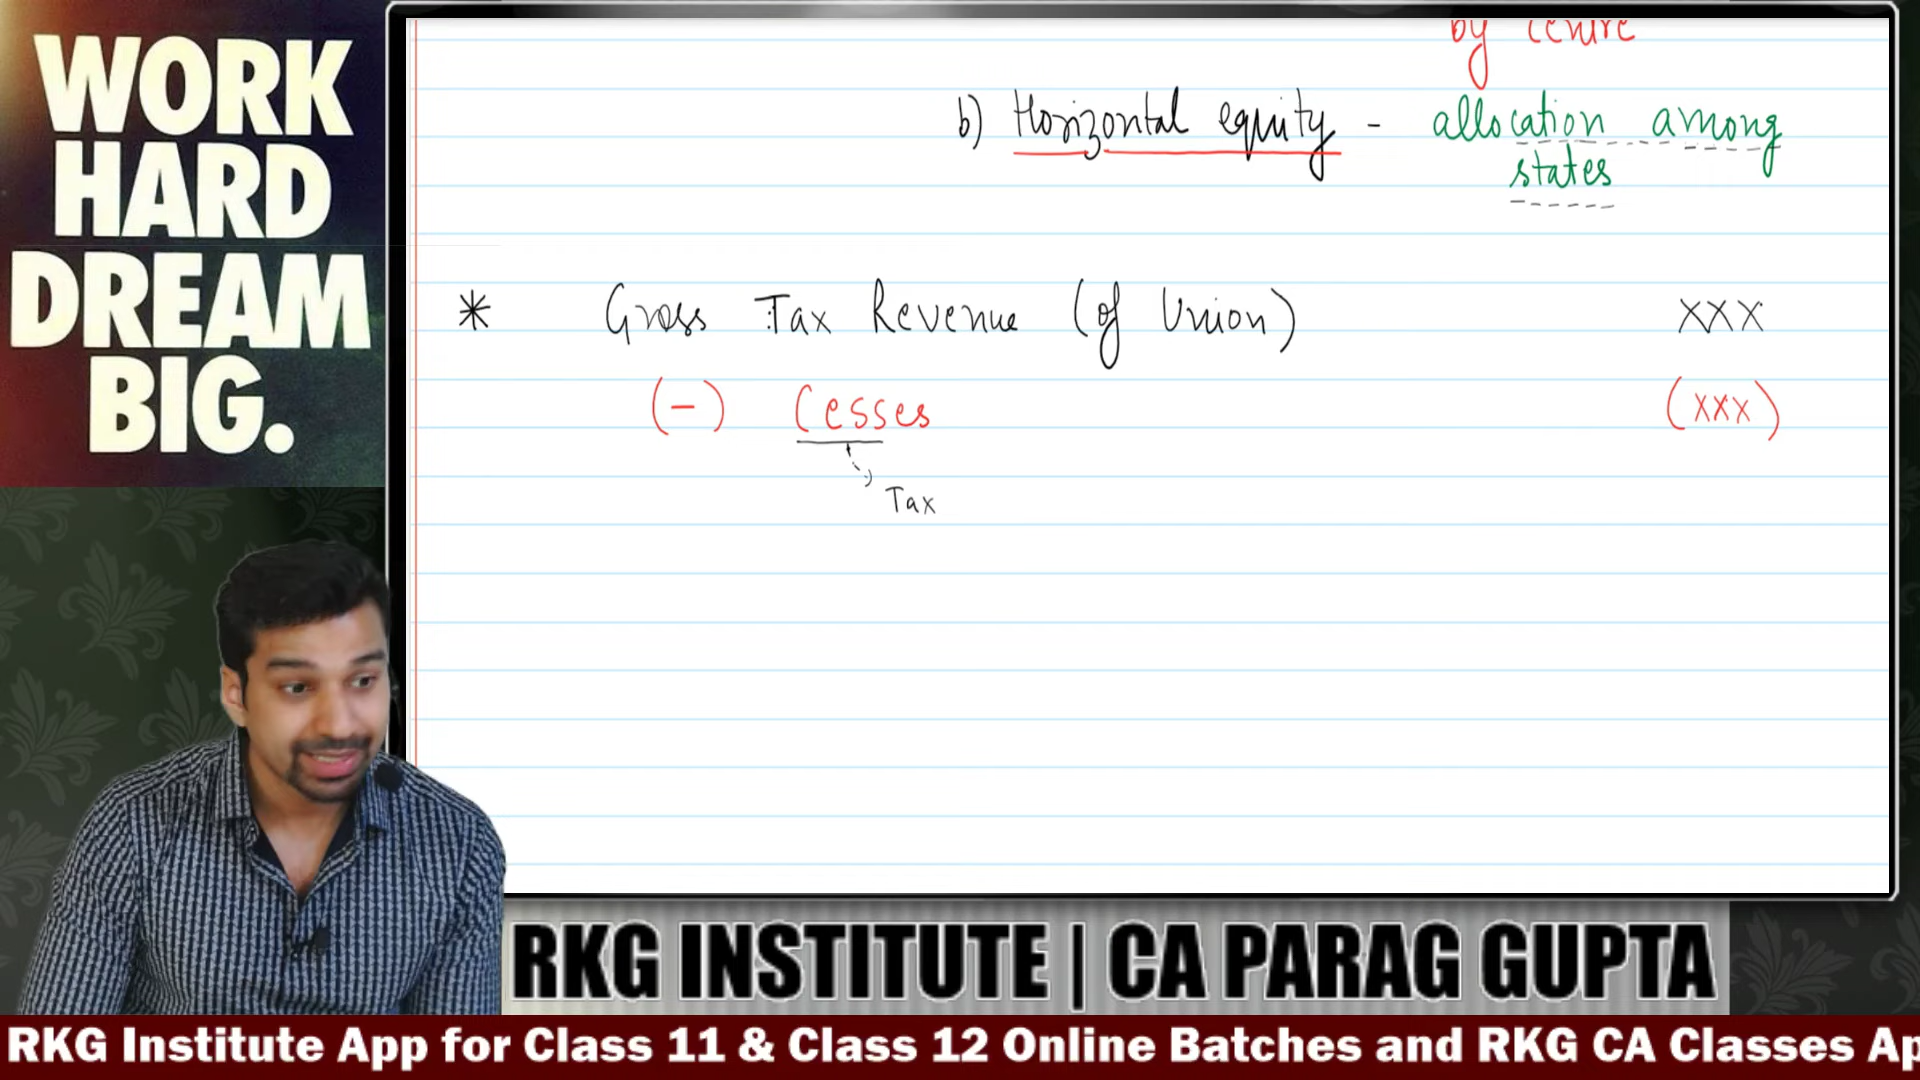 WORK
HARD
DREAM
BIG.
by centre
b) Horizontal equity - allocation among
states
* Gross Tax Revenue (of Union) XXX
(-) Cesses (XXX)
Tax
RKG INSTITUTE | CA PARAG GUPTA
RKG Institute App for Class 11 & Class 12 Online Batches and RKG CA Classes Ap